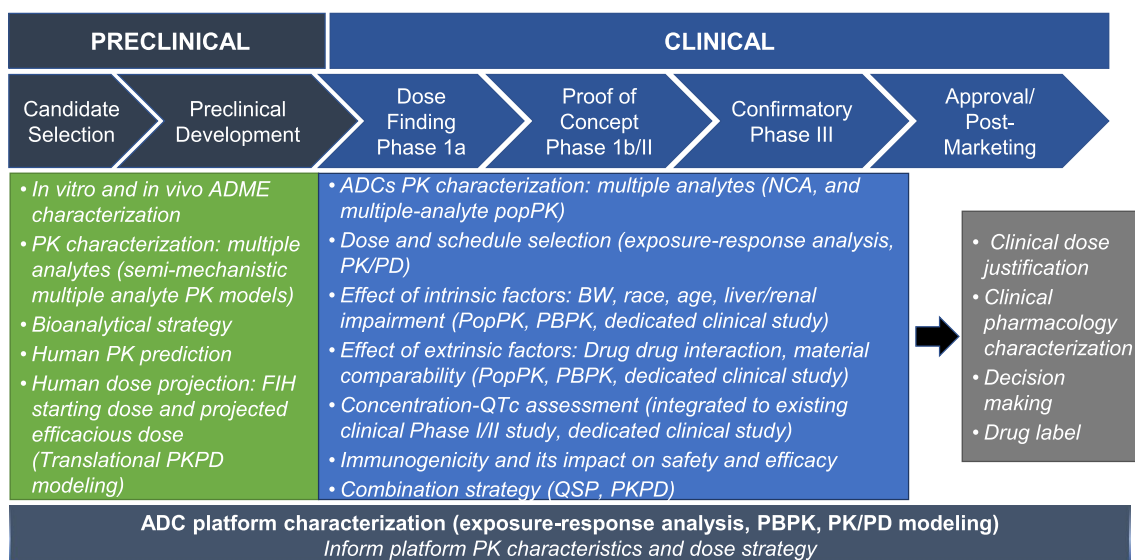 PRECLINICAL
CLINICAL
Candidate
Selection
Preclinical
Development
Dose
Finding
Phase 1a
Proof of
Concept
Phase 1b/II
Confirmatory
Phase III
Approval/
Post-
Marketing
• In vitro and in vivo ADME
characterization
• PK characterization: multiple
analytes (semi-mechanistic
multiple analyte PK models)
• Bioanalytical strategy
• Human PK prediction
• Human dose projection: FIH
starting dose and projected
efficacious dose
(Translational PKPD
modeling)
• ADCs PK characterization: multiple analytes (NCA, and
multiple-analyte popPK)
• Dose and schedule selection (exposure-response analysis,
PK/PD)
• Effect of intrinsic factors: BW, race, age, liver/renal
impairment (PopPK, PBPK, dedicated clinical study)
• Effect of extrinsic factors: Drug drug interaction, material
comparability (PopPK, PBPK, dedicated clinical study)
• Concentration-QTc assessment (integrated to existing
clinical Phase I/II study, dedicated clinical study)
• Immunogenicity and its impact on safety and efficacy
• Combination strategy (QSP, PKPD)
• Clinical dose
justification
• Clinical
pharmacology
characterization
• Decision
making
• Drug label
ADC platform characterization (exposure-response analysis, PBPK, PK/PD modeling)
Inform platform PK characteristics and dose strategy